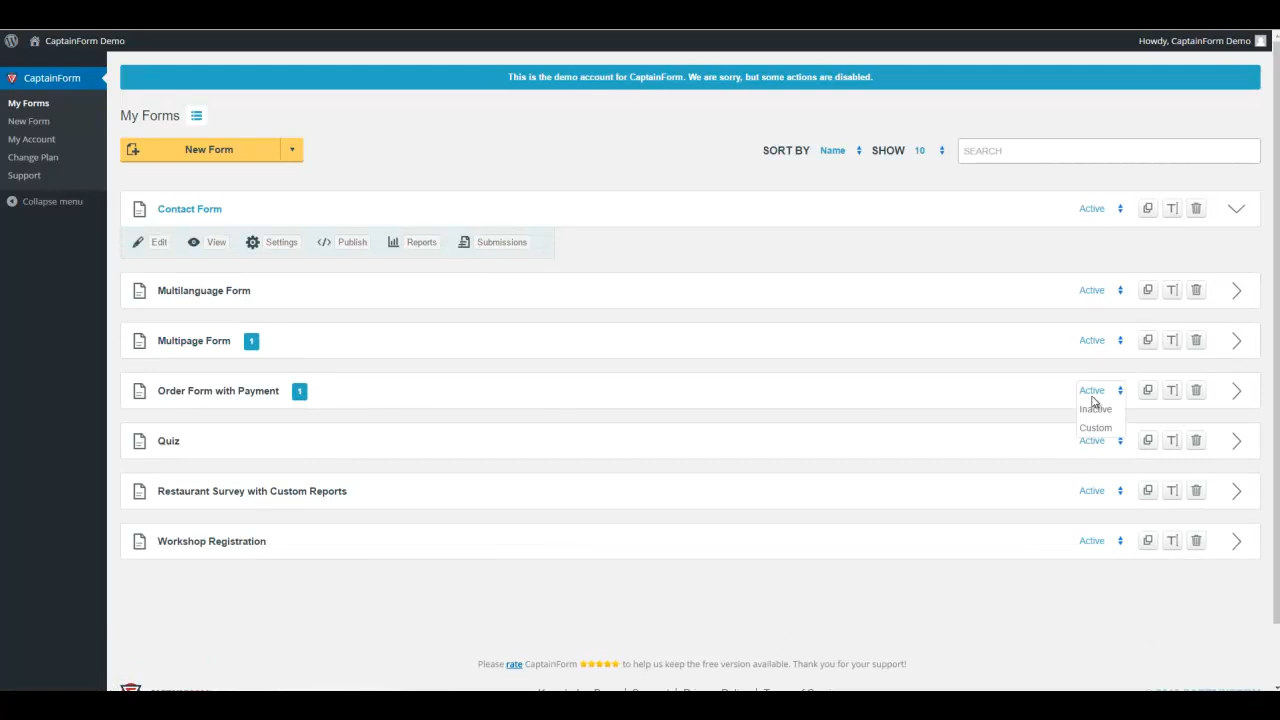 CaptainForm Demo
Howdy, CaptainForm Demo
CaptainForm
My Forms
New Form
My Account
Change Plan
Support
Collapse menu
This is the demo account for CaptainForm. We are sorry, but some actions are disabled.
My Forms
New Form
SORT BY Name SHOW 10 SEARCH
Contact Form Active
Edit View Settings Publish Reports Submissions
Multilanguage Form Active
Multipage Form 1 Active
Order Form with Payment 1 Active
Inactive
Custom
Quiz Active
Restaurant Survey with Custom Reports Active
Workshop Registration Active
Please rate CaptainForm to help us keep the free version available. Thank you for your support!